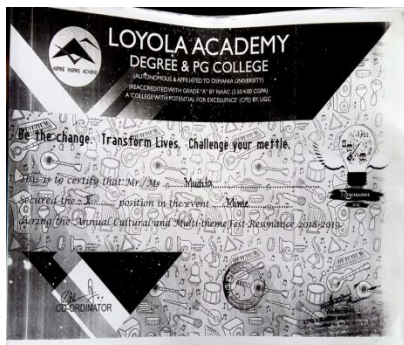 LOYOLA ACADEMY
DEGREE & PG COLLEGE
(AUTONOMOUS & AFFILIATED TO OSMANIA UNIVERSITY)
(REACCREDITED WITH GRADE "A" BY NAAC (3.50/4.00 CGPA)
A 'COLLEGE WITH POTENTIAL FOR EXCELLENCE' (CPE) BY UGC
ASPIRE INSPIRE ACHIEVE
Be the change. Transform Lives. Challenge your mettle.
This is to certify that Mr./Ms
Secured the I position in the event Mime
during the Annual Cultural and Multi-theme Fest-Resonance 2018-2019.
CO-ORDINATOR